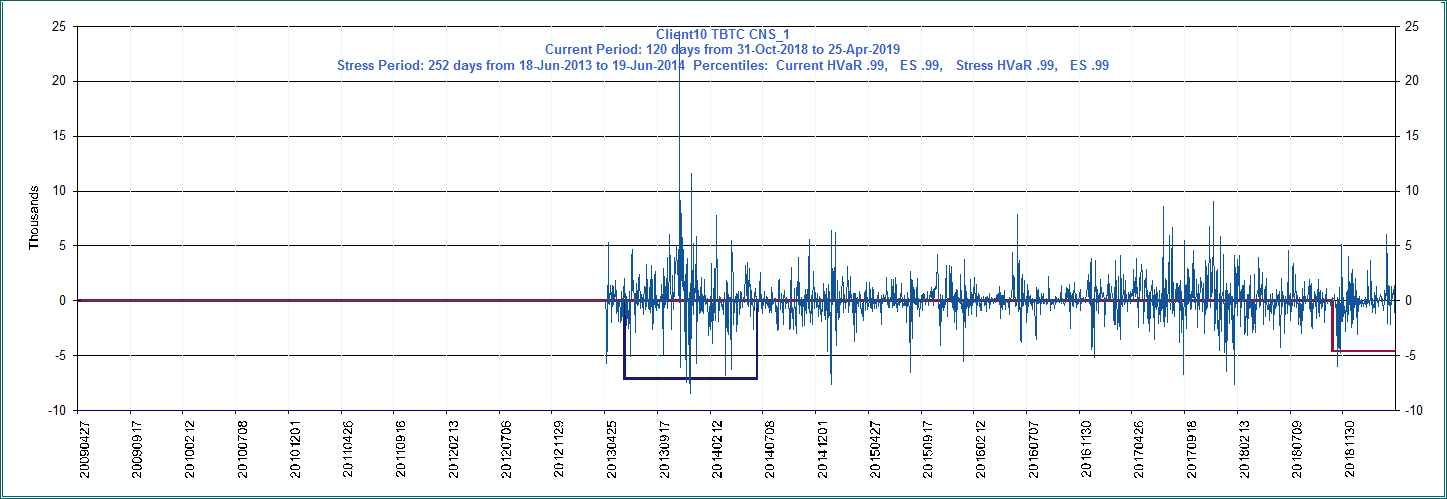 Client10 TBTC CNS_1
Current Period: 120 days from 31-Oct-2018 to 25-Apr-2019
Stress Period: 252 days from 18-Jun-2013 to 19-Jun-2014 Percentiles: Current HVaR .99, ES .99, Stress HVaR .99, ES .99
25 25
20 20
15 15
10 10
5 5
0 0
-5 -5
-10 -10
Thousands
20090427 20090917 20100212 20100708 20101201 20110426 20110916 20120213 20120706 20121129 20130425 20130917 20140212 20140708 20141201 20150427 20150917 20160212 20160707 20161130 20170426 20170918 20180213 20180709 20181130